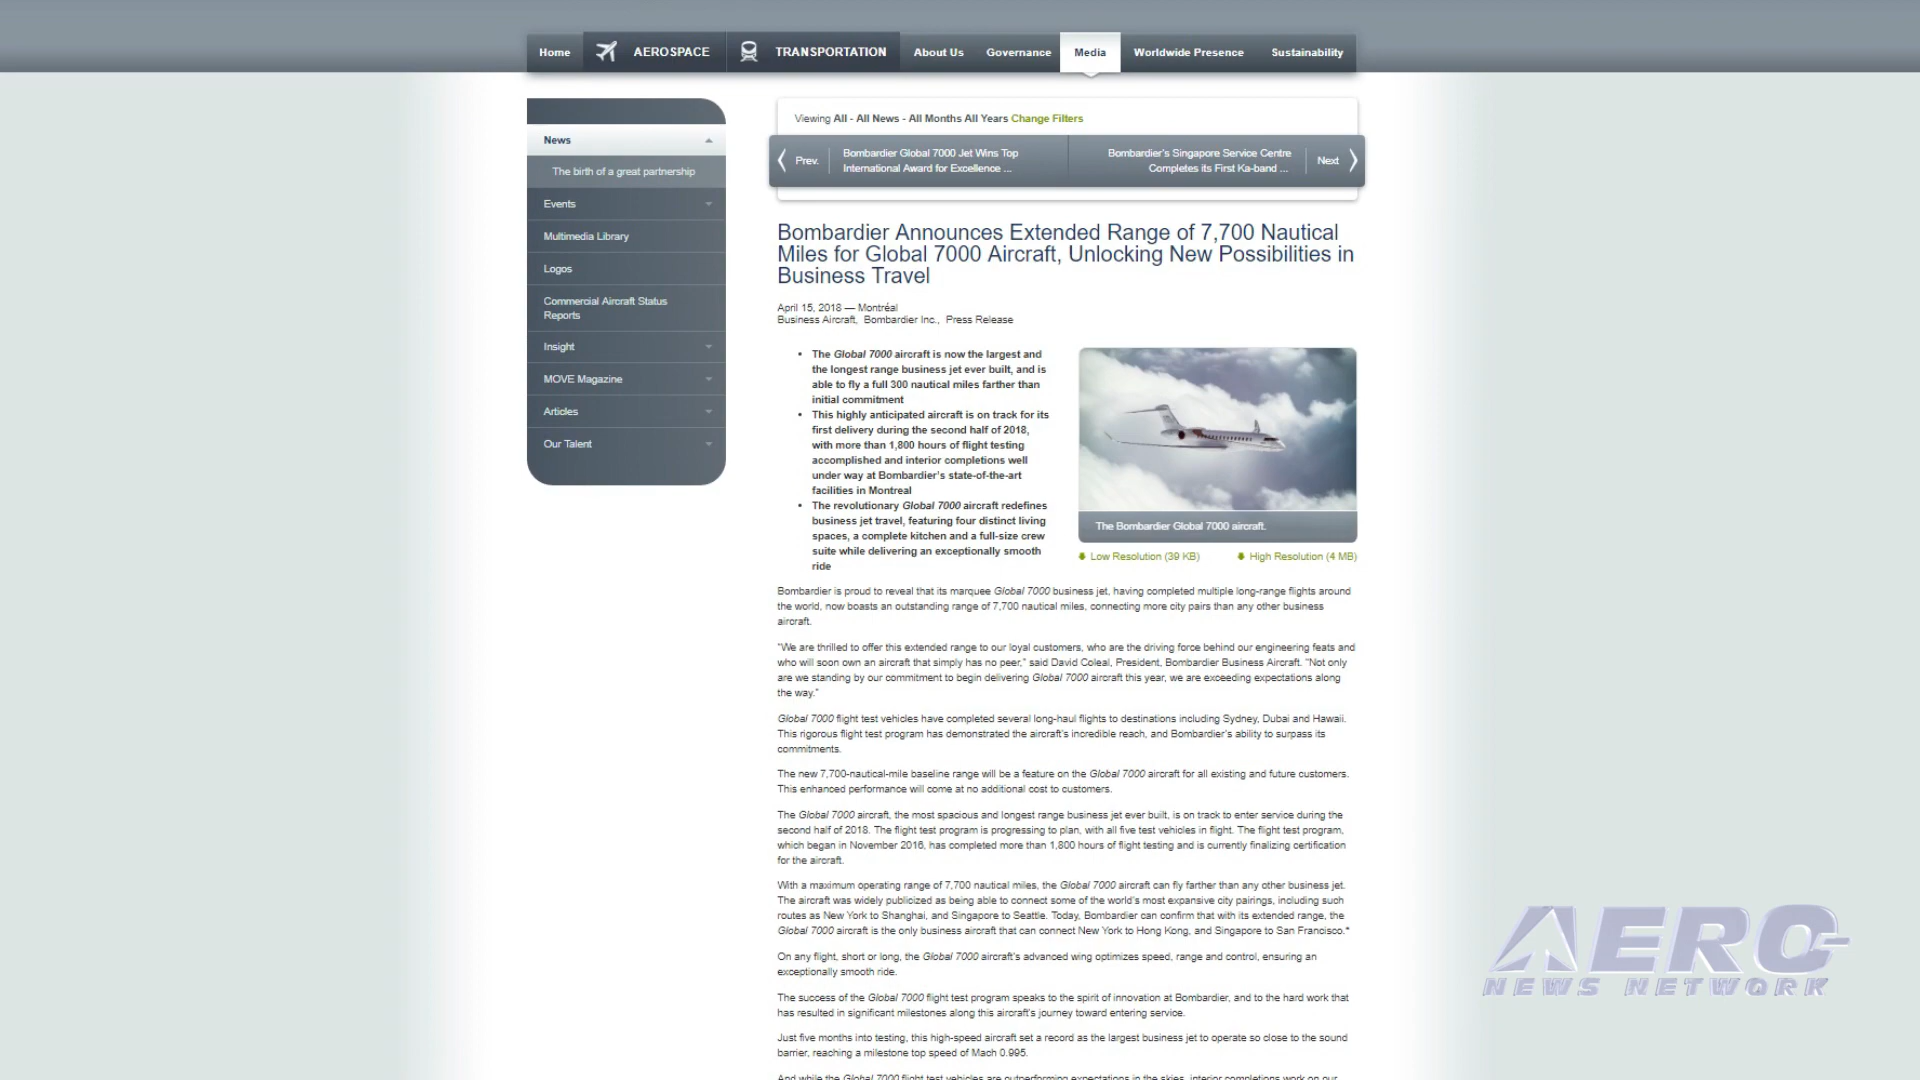 Home AEROSPACE TRANSPORTATION About Us Governance Media Worldwide Presence Sustainability
News
The birth of a great partnership
Events
Multimedia Library
Logos
Commercial Aircraft Status
Reports
Insight
MOVE Magazine
Articles
Our Talent
Viewing All - All News - All Months All Years Change Filters
Prev.
Bombardier Global 7000 Jet Wins Top
International Award for Excellence ...
Bombardier's Singapore Service Centre
Completes its First Ka-band ...
Next
Bombardier Announces Extended Range of 7,700 Nautical
Miles for Global 7000 Aircraft, Unlocking New Possibilities in
Business Travel
April 15, 2018 — Montréal
Business Aircraft, Bombardier Inc., Press Release
• The Global 7000 aircraft is now the largest and
the longest range business jet ever built, and is
able to fly a full 300 nautical miles farther than
initial commitment
• This highly anticipated aircraft is on track for its
first delivery during the second half of 2018,
with more than 1,800 hours of flight testing
accomplished and interior completions well
under way at Bombardier's state-of-the-art
facilities in Montreal
• The revolutionary Global 7000 aircraft redefines
business jet travel, featuring four distinct living
spaces, a complete kitchen and a full-size crew
suite while delivering an exceptionally smooth
ride
The Bombardier Global 7000 aircraft.
Low Resolution (39 KB) High Resolution (4 MB)
Bombardier is proud to reveal that its marquee Global 7000 business jet, having completed multiple long-range flights around
the world, now boasts an outstanding range of 7,700 nautical miles, connecting more city pairs than any other business
aircraft.
"We are thrilled to offer this extended range to our loyal customers, who are the driving force behind our engineering feats and
who will soon own an aircraft that simply has no peer," said David Coleal, President, Bombardier Business Aircraft. "Not only
are we standing by our commitment to begin delivering Global 7000 aircraft this year, we are exceeding expectations along
the way."
Global 7000 flight test vehicles have completed several long-haul flights to destinations including Sydney, Dubai and Hawaii.
This rigorous flight test program has demonstrated the aircraft's incredible reach, and Bombardier's ability to surpass its
commitments.
The new 7,700-nautical-mile baseline range will be a feature on the Global 7000 aircraft for all existing and future customers.
This enhanced performance will come at no additional cost to customers.
The Global 7000 aircraft, the most spacious and longest range business jet ever built, is on track to enter service during the
second half of 2018. The flight test program is progressing to plan, with all five test vehicles in flight. The flight test program,
which began in November 2016, has completed more than 1,800 hours of flight testing and is currently finalizing certification
for the aircraft.
With a maximum operating range of 7,700 nautical miles, the Global 7000 aircraft can fly farther than any other business jet.
The aircraft was widely publicized as being able to connect some of the world's most expansive city pairings, including such
routes as New York to Shanghai, and Singapore to Seattle. Today, Bombardier can confirm that with its extended range, the
Global 7000 aircraft is the only business aircraft that can connect New York to Hong Kong, and Singapore to San Francisco.*
On any flight, short or long, the Global 7000 aircraft's advanced wing optimizes speed, range and control, ensuring an
exceptionally smooth ride.
The success of the Global 7000 flight test program speaks to the spirit of innovation at Bombardier, and to the hard work that
has resulted in significant milestones along this aircraft's journey toward entering service.
Just five months into testing, this high-speed aircraft set a record as the largest business jet to operate so close to the sound
barrier, reaching a milestone top speed of Mach 0.995.
And while the Global 7000 flight test vehicles are outperforming expectations in the skies, interior completions work on our
AERO
NEWS NETWORK